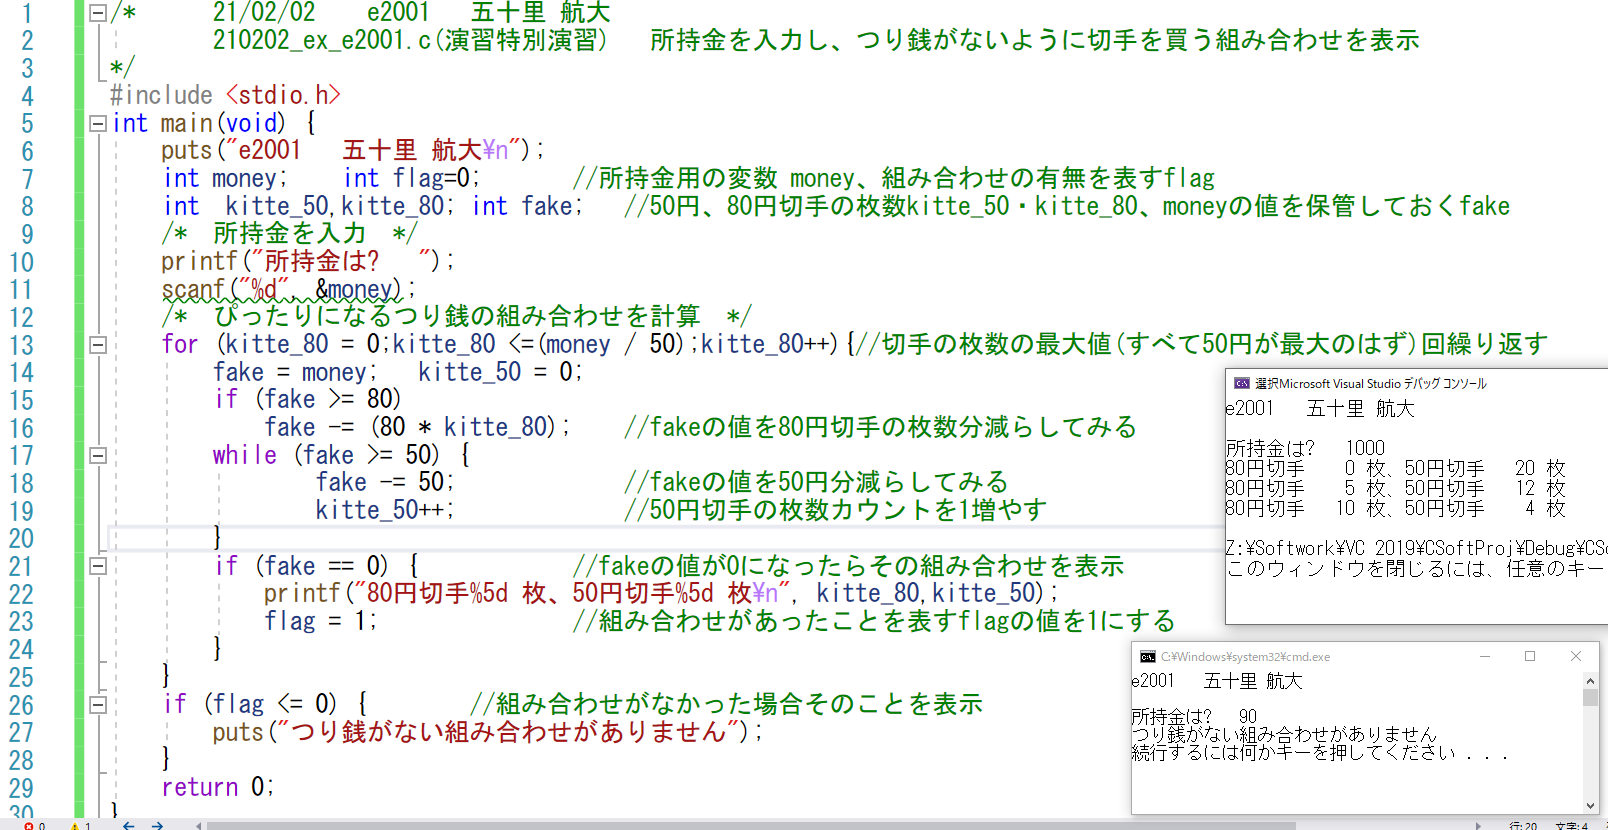 1 /* 21/02/02 e2001 五十里 航大
2 210202_ex_e2001.c(演習特別演習) 所持金を入力し、つり銭がないように切手を買う組み合わせを表示
3 */
4 #include <stdio.h>
5 int main(void) {
6 puts("e2001 五十里 航大¥n");
7 int money; int flag=0; //所持金用の変数 money、組み合わせの有無を表すflag
8 int kitte_50,kitte_80; int fake; //50円、80円切手の枚数kitte_50・kitte_80、moneyの値を保管しておくfake
9 /* 所持金を入力 */
10 printf("所持金は? ");
11 scanf("%d", &money);
12 /* ぴったりになるつり銭の組み合わせを計算 */
13 for (kitte_80 = 0;kitte_80 <=(money / 50);kitte_80++){//切手の枚数の最大値(すべて50円が最大のはず)回繰り返す
14 fake = money; kitte_50 = 0;
15 if (fake >= 80)
16 fake -= (80 * kitte_80); //fakeの値を80円切手の枚数分減らしてみる
17 while (fake >= 50) {
18 fake -= 50; //fakeの値を50円分減らしてみる
19 kitte_50++; //50円切手の枚数カウントを1増やす
20 }
21 if (fake == 0) { //fakeの値が0になったらその組み合わせを表示
22 printf("80円切手%5d 枚、50円切手%5d 枚¥n", kitte_80,kitte_50);
23 flag = 1; //組み合わせがあったことを表すflagの値を1にする
24 }
25 }
26 if (flag <= 0) { //組み合わせがなかった場合そのことを表示
27 puts("つり銭がない組み合わせがありません");
28 }
29 return 0;
30 }
選択Microsoft Visual Studio デバッグ コンソール
e2001 五十里 航大
所持金は? 1000
80円切手 0 枚、50円切手 20 枚
80円切手 5 枚、50円切手 12 枚
80円切手 10 枚、50円切手 4 枚
Z:¥Softwork¥VC 2019¥CSoftProj¥Debug¥CSo
このウィンドウを閉じるには、任意のキー
C:¥Windows¥system32¥cmd.exe
e2001 五十里 航大
所持金は? 90
つり銭がない組み合わせがありません
続行するには何かキーを押してください . . .
0 1 行: 20 文字: 4